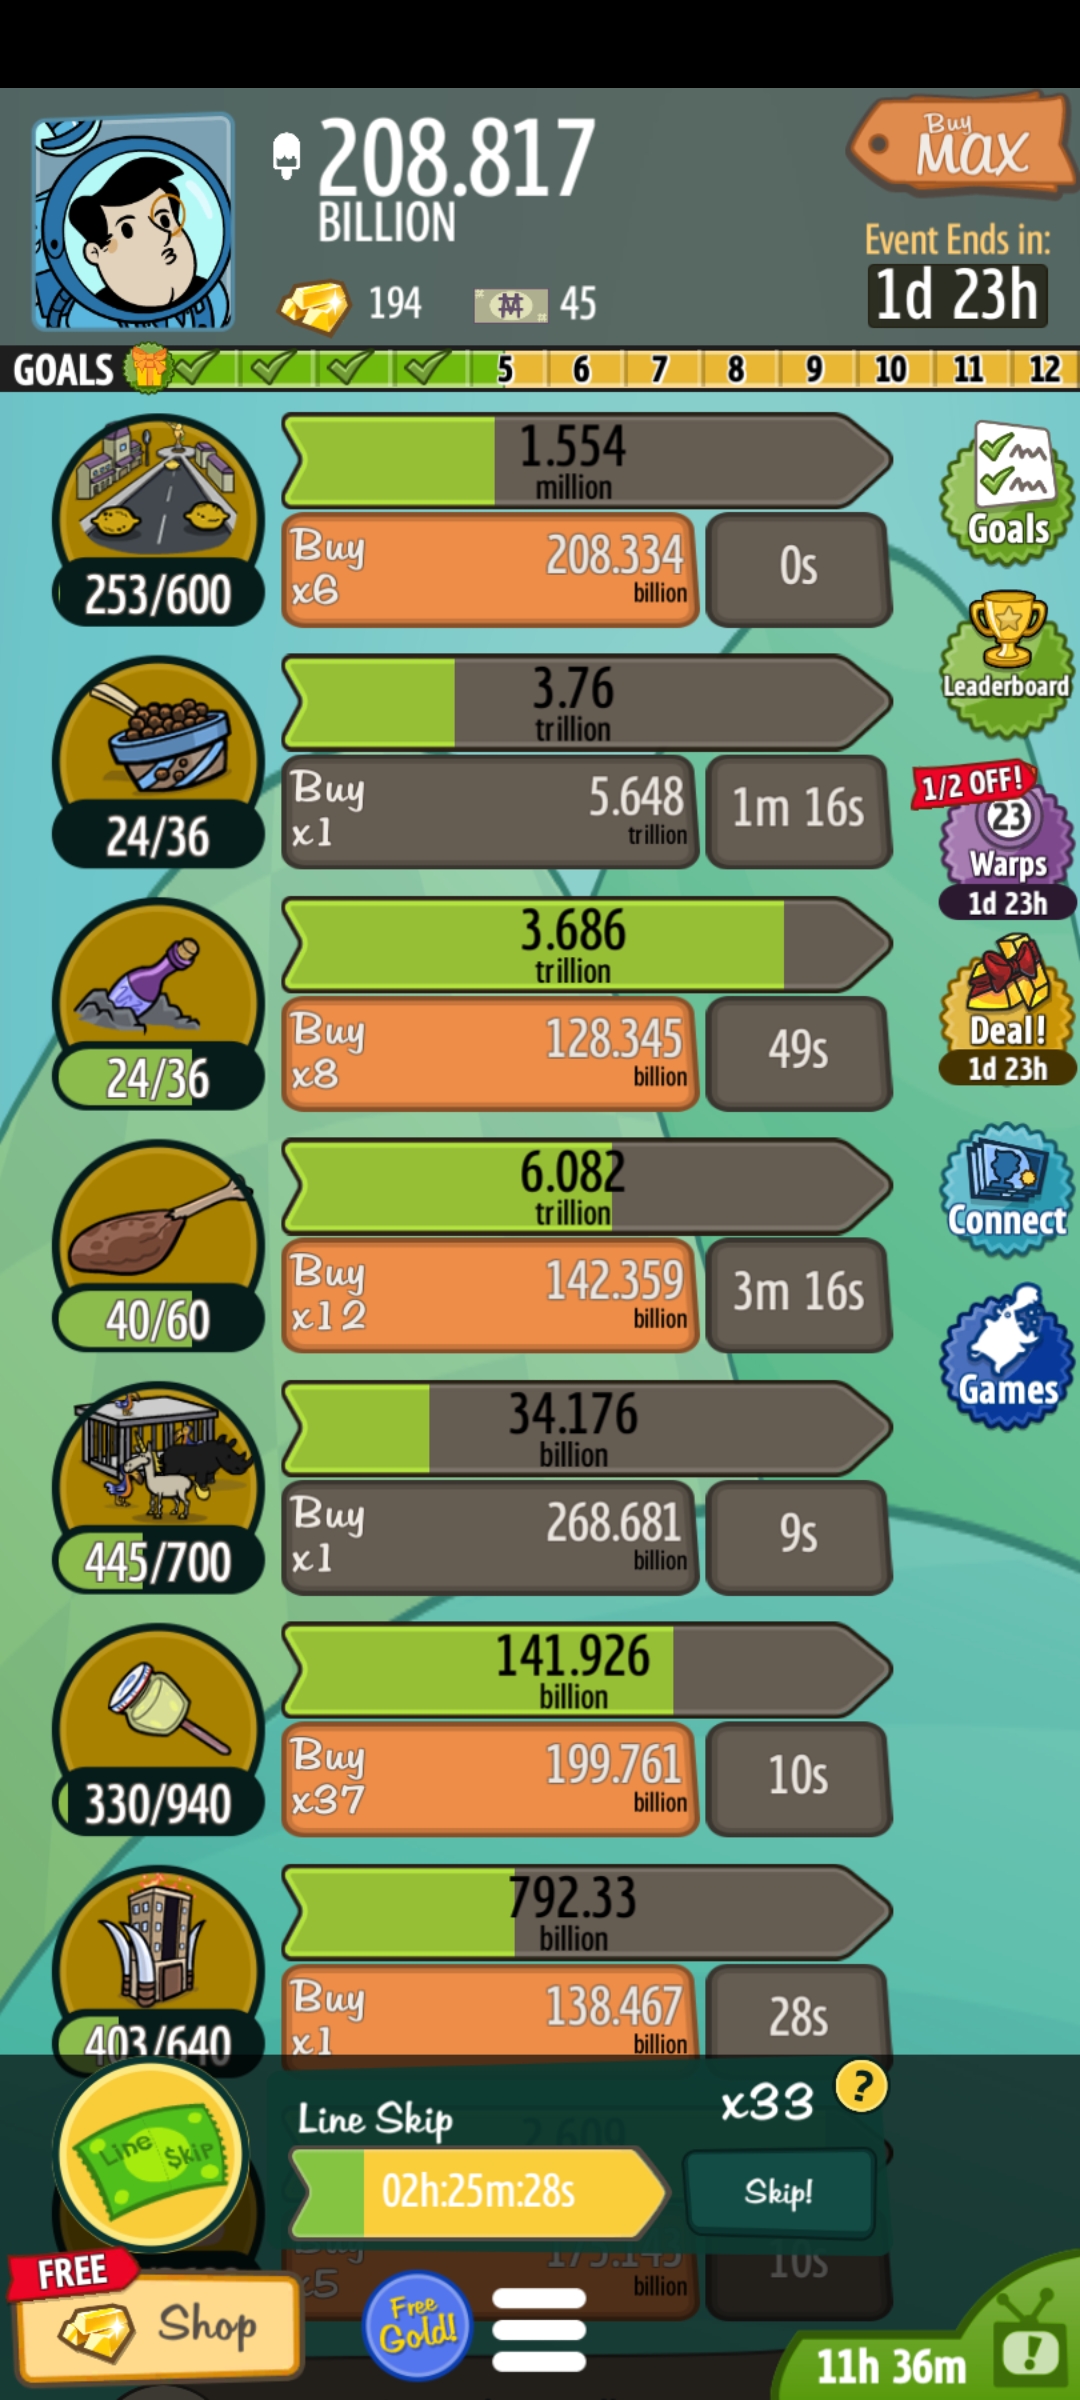 208.817
BILLION
Buy
MAX
Event Ends in:
1d 23h
194
45
GOALS
5
6
7
8
9
10
11
12
1.554
million
Buy
x6
208.334
billion
0s
253/600
Goals
3.76
trillion
Buy
x1
5.648
trillion
1m 16s
24/36
Leaderboard
1/2 OFF!
23
Warps
1d 23h
3.686
trillion
Buy
x8
128.345
billion
49s
24/36
Deal!
1d 23h
6.082
trillion
Buy
x12
142.359
billion
3m 16s
40/60
Connect
34.176
billion
Buy
x1
268.681
billion
9s
445/700
Games
141.926
billion
Buy
x37
199.761
billion
10s
330/940
792.33
billion
Buy
x1
138.467
billion
28s
403/640
Line Skip
Line $kip
x33
?
2.609
02h:25m:28s
Skip!
Buy
x5
175.143
billion
10s
FREE
Shop
Free
Gold!
11h 36m
!